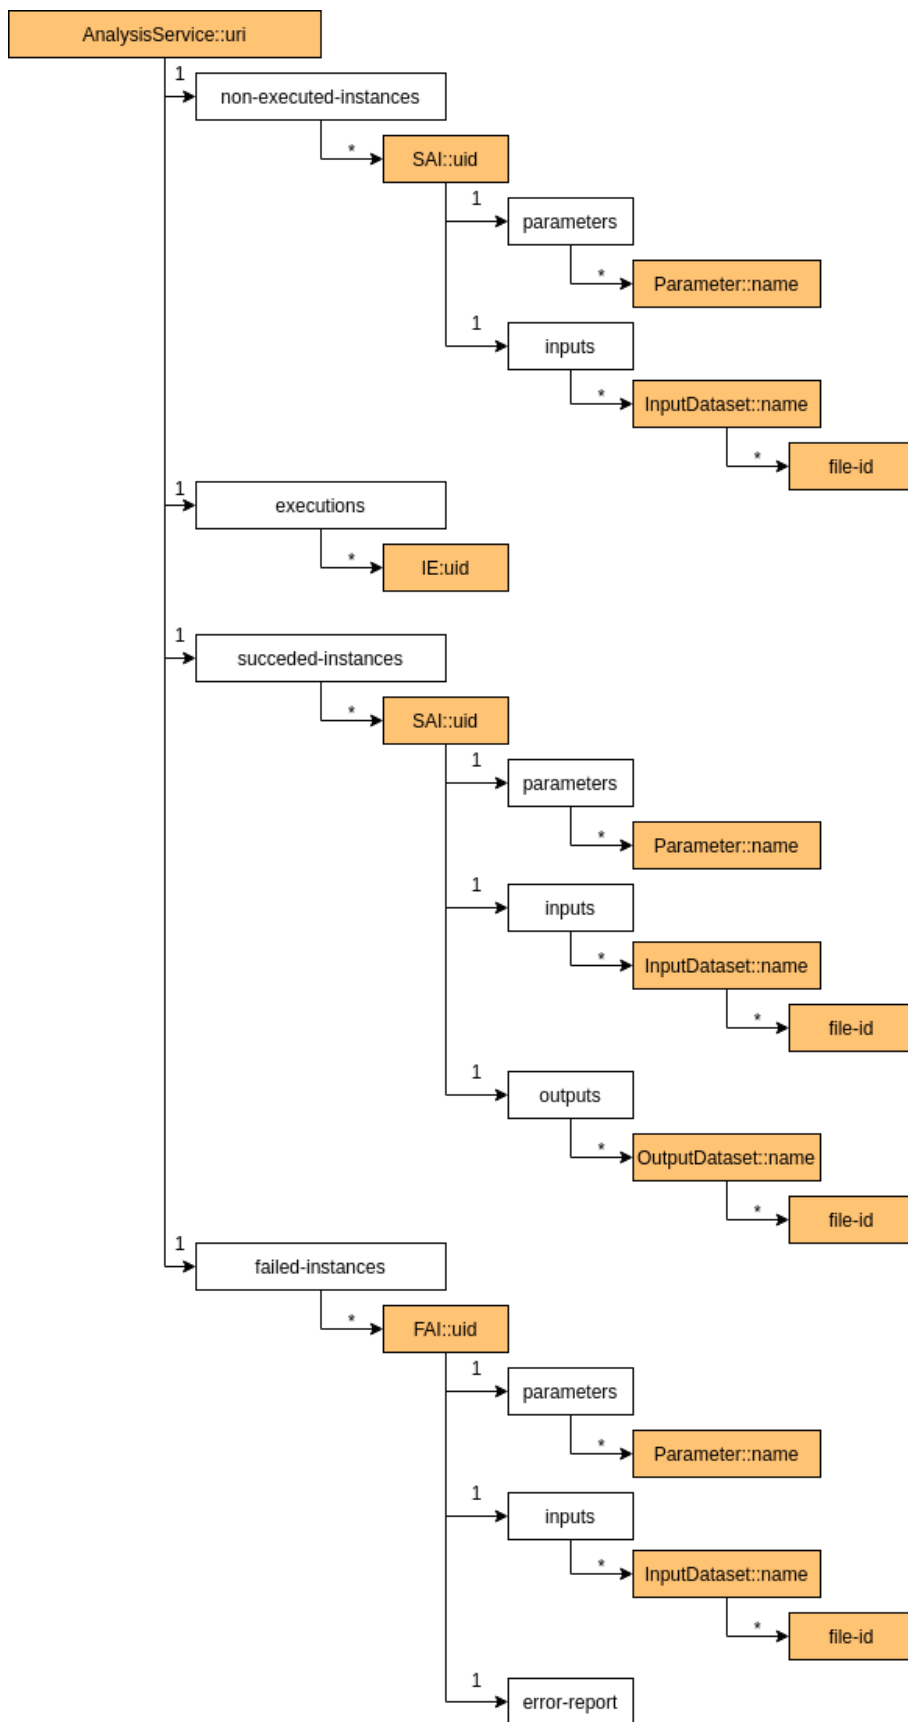 AnalysisService::uri
1
non-executed-instances
*
SAI::uid
1
parameters
*
Parameter::name
1
inputs
*
InputDataset::name
*
file-id
1
executions
*
IE:uid
1
succeded-instances
*
SAI::uid
1
parameters
*
Parameter::name
1
inputs
*
InputDataset::name
*
file-id
1
outputs
*
OutputDataset::name
*
file-id
1
failed-instances
*
FAI::uid
1
parameters
*
Parameter::name
1
inputs
*
InputDataset::name
*
file-id
1
error-report